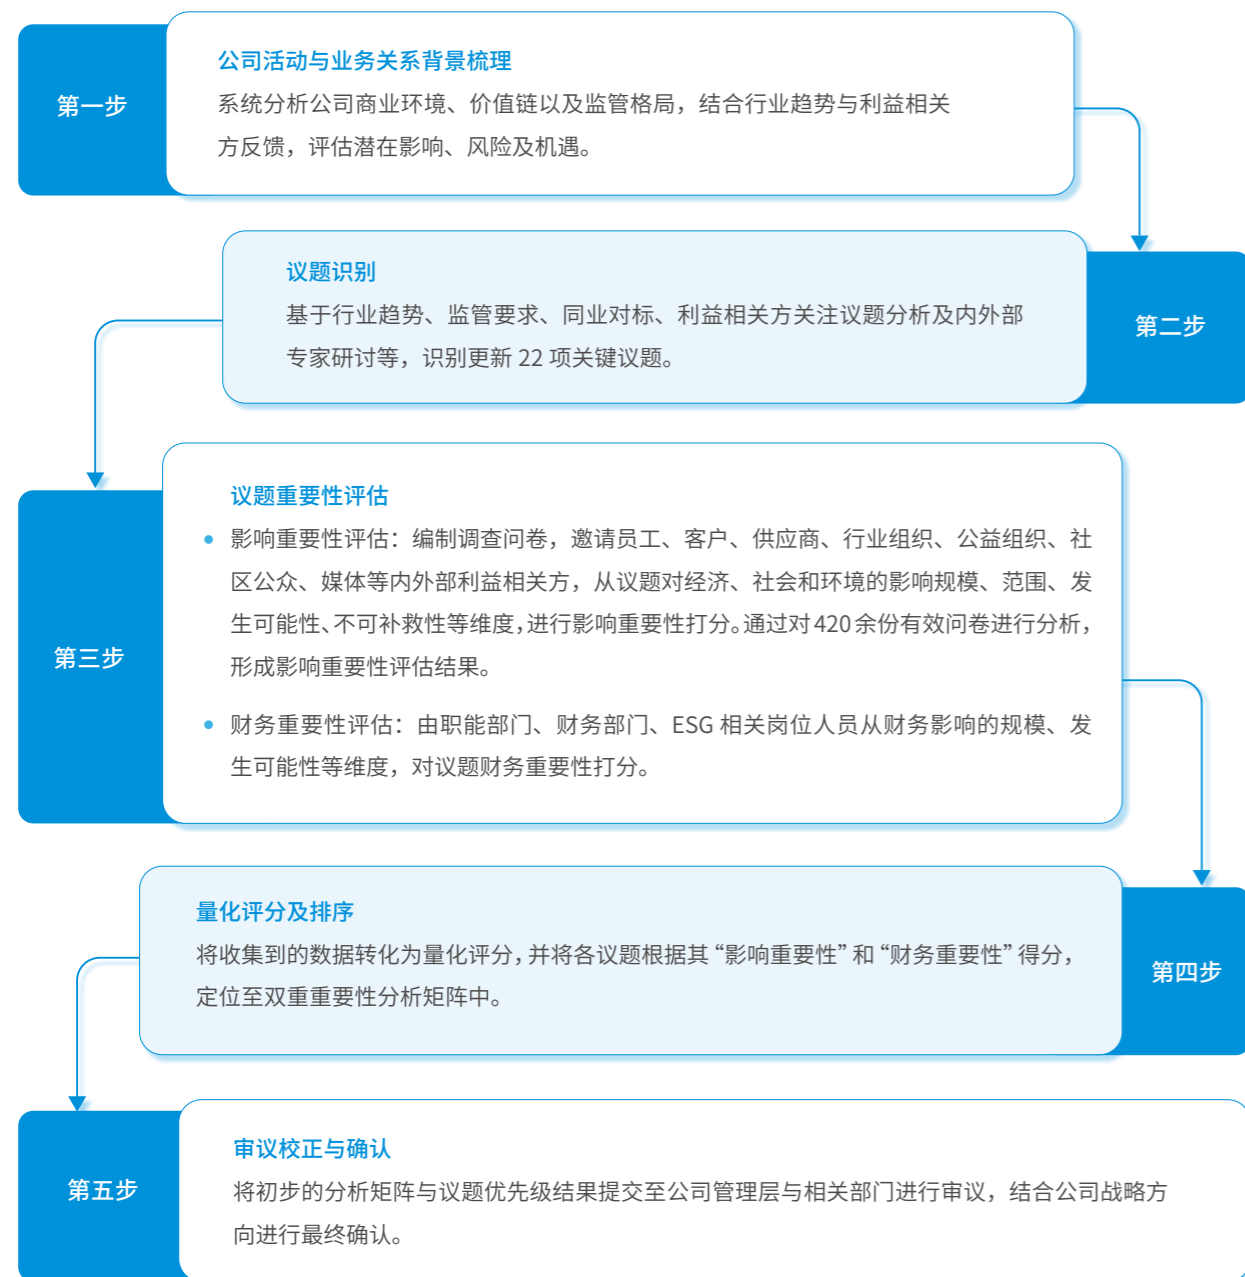 第一步
公司活动与业务关系背景梳理
系统分析公司商业环境、价值链以及监管格局，结合行业趋势与利益相关
方反馈，评估潜在影响、风险及机遇。
议题识别
基于行业趋势、监管要求、同业对标、利益相关方关注议题分析及内外部
专家研讨等，识别更新 22 项关键议题。
第二步
第三步
议题重要性评估
• 影响重要性评估：编制调查问卷，邀请员工、客户、供应商、行业组织、公益组织、社
区公众、媒体等内外部利益相关方，从议题对经济、社会和环境的影响规模、范围、发
生可能性、不可补救性等维度，进行影响重要性打分。通过对 420 余份有效问卷进行分析，
形成影响重要性评估结果。
• 财务重要性评估：由职能部门、财务部门、ESG 相关岗位人员从财务影响的规模、发
生可能性等维度，对议题财务重要性打分。
量化评分及排序
将收集到的数据转化为量化评分，并将各议题根据其“影响重要性”和“财务重要性”得分，
定位至双重重要性分析矩阵中。
第四步
第五步
审议校正与确认
将初步的分析矩阵与议题优先级结果提交至公司管理层与相关部门进行审议，结合公司战略方
向进行最终确认。